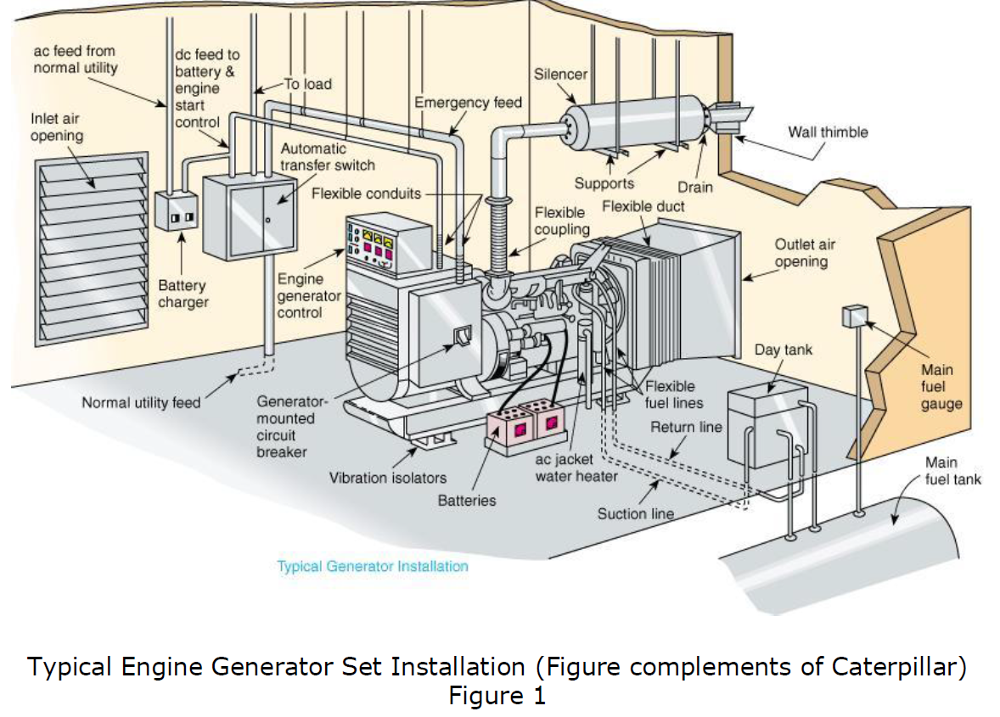 ac feed from
normal utility
dc feed to
battery &
engine
start
control
To load
Silencer
Emergency feed
Inlet air
opening
Wall thimble
Automatic
transfer switch
Supports
Drain
Flexible conduits
Flexible
coupling
Flexible duct
Outlet air
opening
Battery
charger
Engine
generator
control
Day tank
Main
fuel
gauge
Normal utility feed
Generator-
mounted
circuit
breaker
Flexible
fuel lines
Return line
Vibration isolators
Batteries
ac jacket
water heater
Suction line
Main
fuel tank
Typical Generator Installation
Typical Engine Generator Set Installation (Figure complements of Caterpillar)
Figure 1